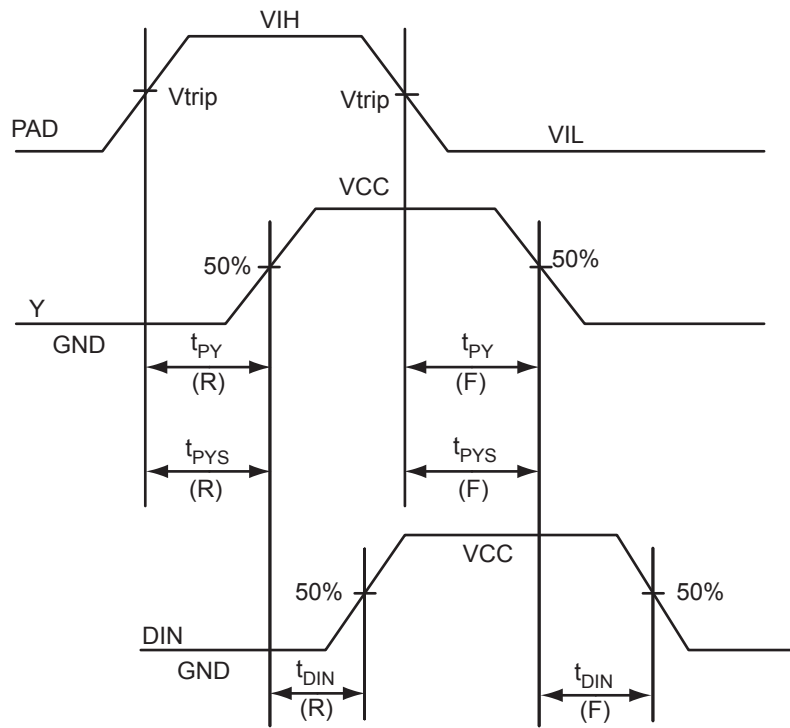 VIH
Vtrip
Vtrip
PAD
VIL
VCC
50%
50%
Y
GND
tPY
(R)
tPY
(F)
tPYS
(R)
tPYS
(F)
VCC
50%
50%
DIN
GND
tDIN
(R)
tDIN
(F)